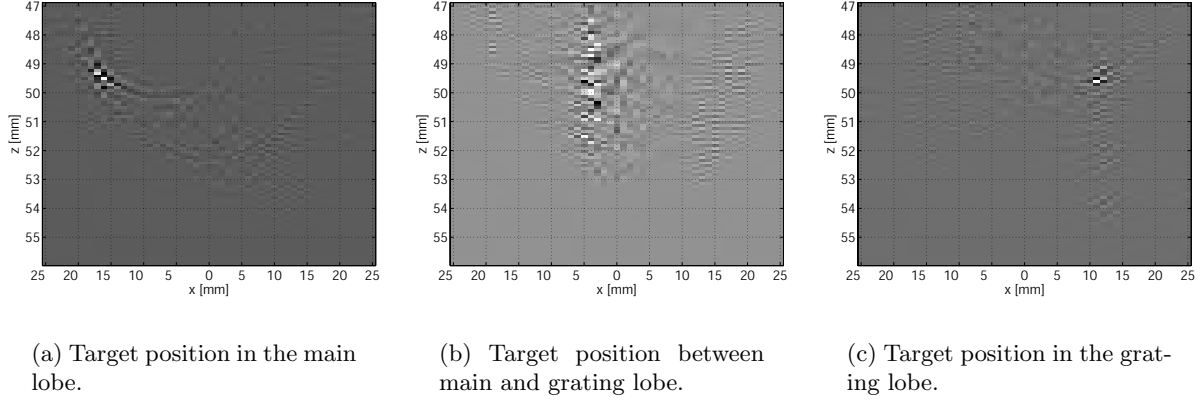 47
48
49
50
51
52
53
54
55
z [mm]
25 20 15 10 5 0 5 10 15 20 25
x [mm]
47
48
49
50
51
52
53
54
55
z [mm]
25 20 15 10 5 0 5 10 15 20 25
x [mm]
47
48
49
50
51
52
53
54
55
z [mm]
25 20 15 10 5 0 5 10 15 20 25
x [mm]
(a) Target position in the main
lobe.
(b) Target position between
main and grating lobe.
(c) Target position in the grat-
ing lobe.